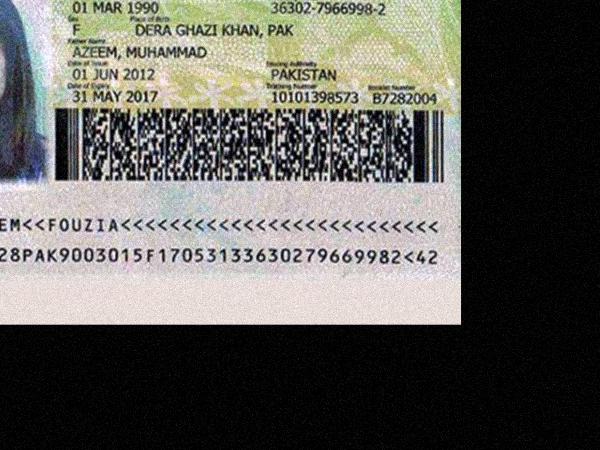 01 MAR 1990 36302-7966998-2
Sex Place of Birth
F DERA GHAZI KHAN, PAK
Father Name
AZEEM, MUHAMMAD
Date of Issue Issuing Authority
01 JUN 2012 PAKISTAN
Date of Expiry Tracking Number Booklet Number
31 MAY 2017 10101398573 B7282004
EM<<FOUZIA<<<<<<<<<<<<<<<<<<<<<<<<<<
28PAK9003015F1705313363027966998​2<42